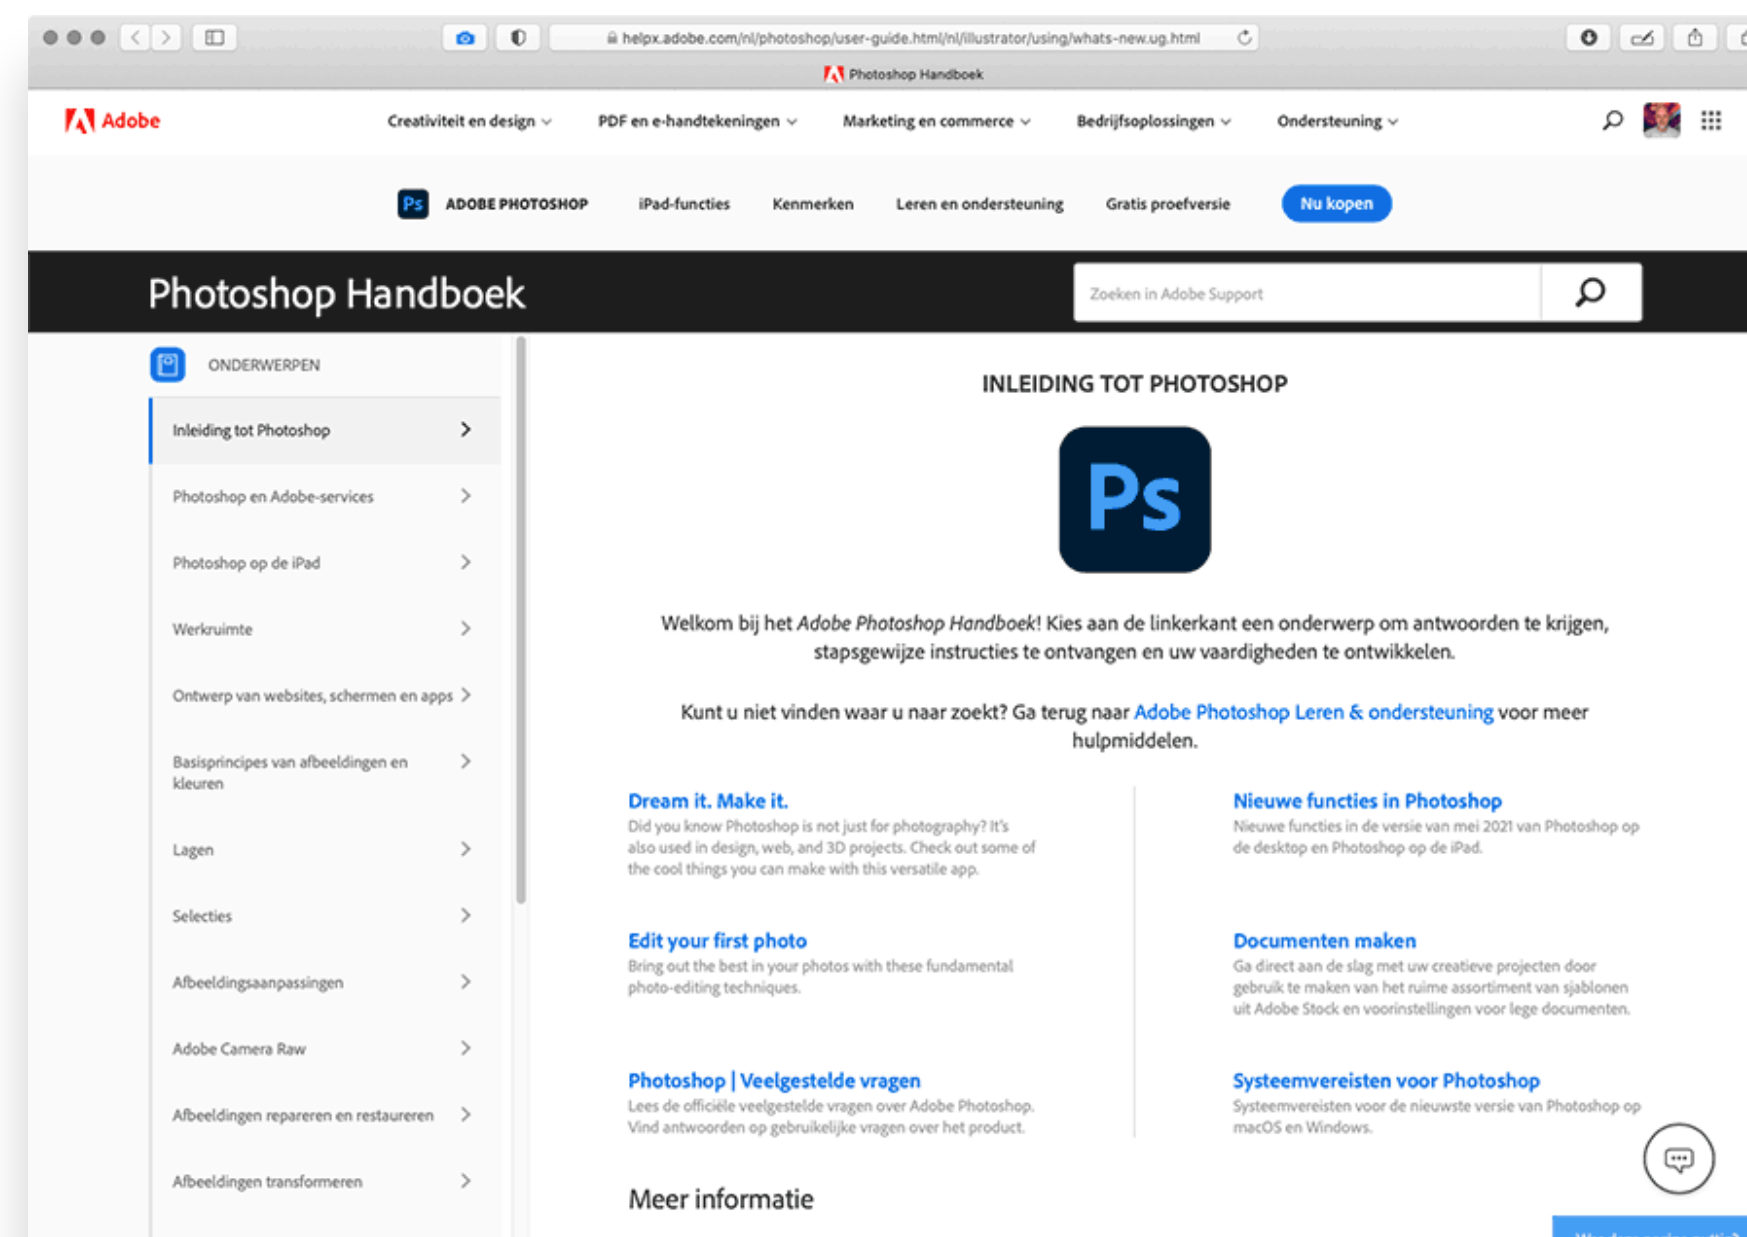 helpx.adobe.com/nl/photoshop/user-guide.html/nl/illustrator/using/whats-new.ug.html
Photoshop Handboek
Adobe
Creativiteit en design
PDF en e-handtekeningen
Marketing en commerce
Bedrijfsoplossingen
Ondersteuning
Ps
ADOBE PHOTOSHOP
iPad-functies
Kenmerken
Leren en ondersteuning
Gratis proefversie
Nu kopen
Photoshop Handboek
Zoeken in Adobe Support
ONDERWERPEN
Inleiding tot Photoshop
Photoshop en Adobe-services
Photoshop op de iPad
Werkruimte
Ontwerp van websites, schermen en apps
Basisprincipes van afbeeldingen en
kleuren
Lagen
Selecties
Afbeeldingsaanpassingen
Adobe Camera Raw
Afbeeldingen repareren en restaureren
Afbeeldingen transformeren
INLEIDING TOT PHOTOSHOP
Ps
Welkom bij het Adobe Photoshop Handboek! Kies aan de linkerkant een onderwerp om antwoorden te krijgen,
stapsgewijze instructies te ontvangen en uw vaardigheden te ontwikkelen.
Kunt u niet vinden waar u naar zoekt? Ga terug naar Adobe Photoshop Leren & ondersteuning voor meer
hulpmiddelen.
Dream it. Make it.
Did you know Photoshop is not just for photography? It's
also used in design, web, and 3D projects. Check out some of
the cool things you can make with this versatile app.
Nieuwe functies in Photoshop
Nieuwe functies in de versie van mei 2021 van Photoshop op
de desktop en Photoshop op de iPad.
Edit your first photo
Bring out the best in your photos with these fundamental
photo-editing techniques.
Documenten maken
Ga direct aan de slag met uw creatieve projecten door
gebruik te maken van het ruime assortiment van sjablonen
uit Adobe Stock en voorinstellingen voor lege documenten.
Photoshop | Veelgestelde vragen
Lees de officiële veelgestelde vragen over Adobe Photoshop.
Vind antwoorden op gebruikelijke vragen over het product.
Systeemvereisten voor Photoshop
Systeemvereisten voor de nieuwste versie van Photoshop op
macOS en Windows.
Meer informatie